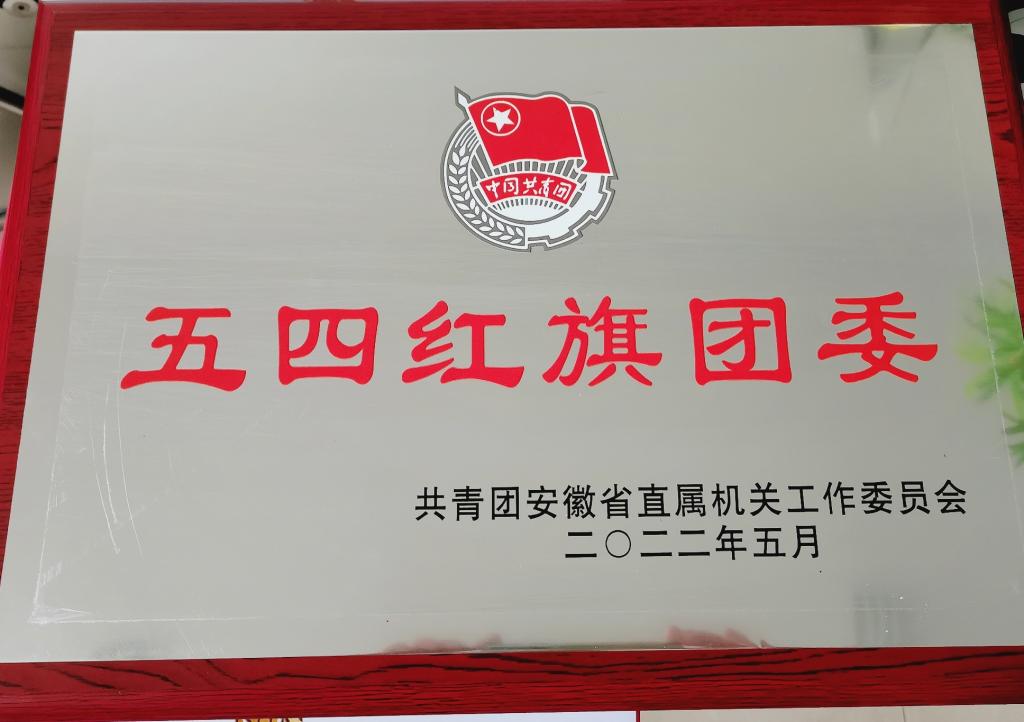 中国共青团
五四红旗团委
共青团安徽省直属机关工作委员会
二〇二二年五月